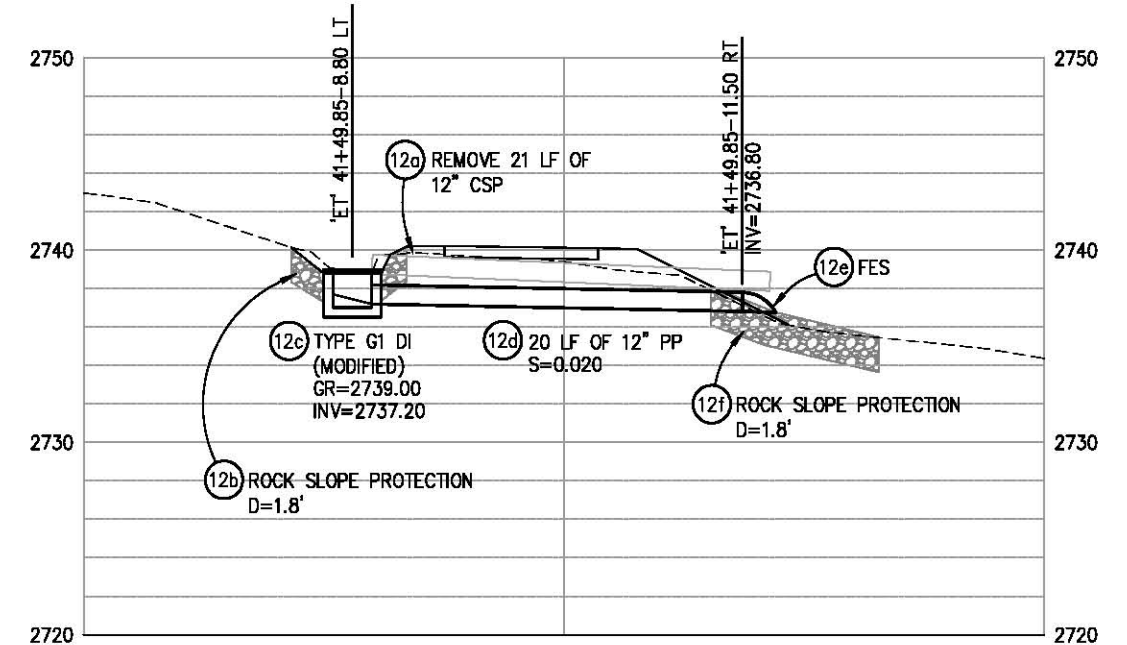 2750
2750
'ET' 41+49.85-8.80 LT
'ET' 41+49.85-11.50 RT
INV=2736.80
12a REMOVE 21 LF OF
12" CSP
2740
2740
12e FES
12c TYPE G1 DI
(MODIFIED)
GR=2739.00
INV=2737.20
12d 20 LF OF 12" PP
S=0.020
12f ROCK SLOPE PROTECTION
D=1.8'
2730
2730
12b ROCK SLOPE PROTECTION
D=1.8'
2720
2720